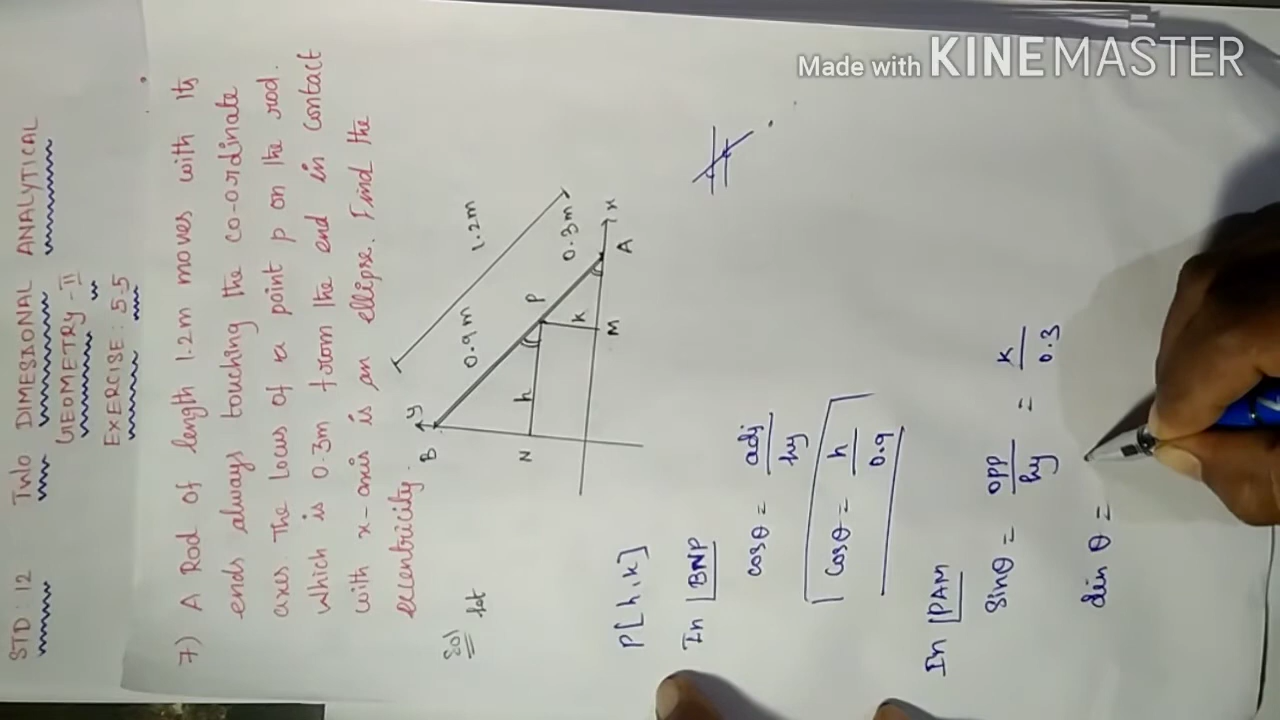 STD : 12 Two DIMESIONAL ANALYTICAL
GEOMETRY - II
EXERCISE : 5.5
7) A Rod of length 1.2m moves with its
ends always touching the co-ordinate
axes. The Locus of a point p on the rod.
Which is 0.3m from the end in contact
with x-axis is an ellipse. Find the
eccentricity.
Sol
let
B
y
0.9m
1.2m
P
0.3m
N
h
k
M
A
x
P[h,k]
In BNP
cosθ = adj/hy
cosθ = h/0.9
In PAM
Sinθ = opp/hy = k/0.3
sin θ =
Made with KINEMASTER